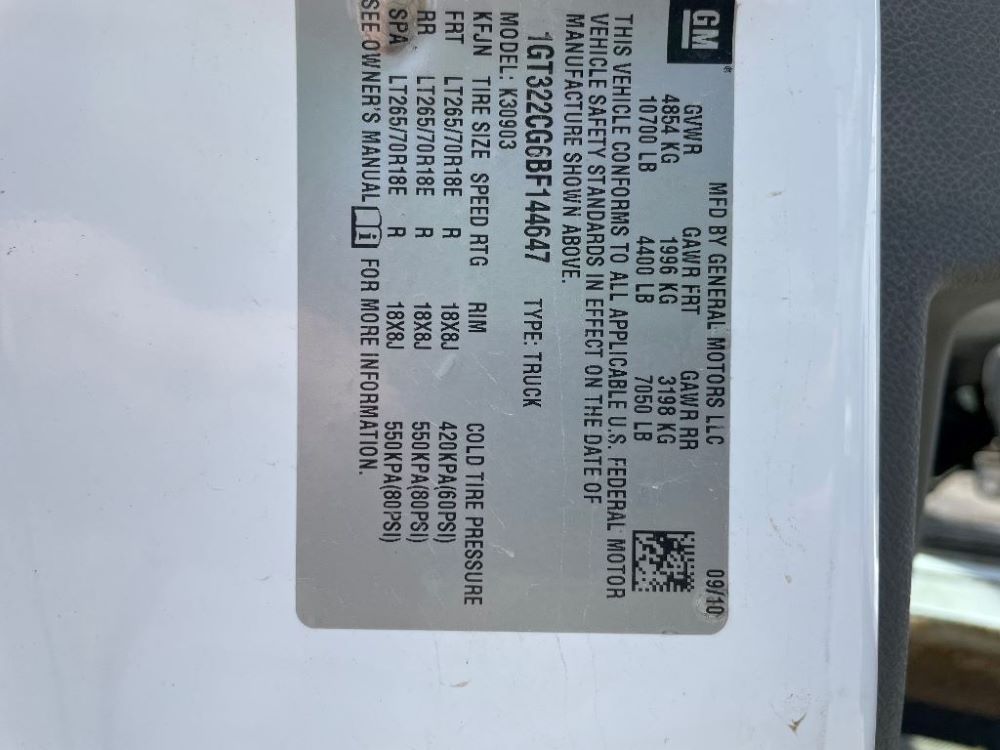 GM
MFD BY GENERAL MOTORS LLC 09/10
GVWR GAWR FRT GAWR RR
4854 KG 1996 KG 3198 KG
10700 LB 4400 LB 7050 LB
THIS VEHICLE CONFORMS TO ALL APPLICABLE U.S. FEDERAL MOTOR
VEHICLE SAFETY STANDARDS IN EFFECT ON THE DATE OF
MANUFACTURE SHOWN ABOVE.
1GT322CG6BF144647 TYPE: TRUCK
MODEL: K30903
KFJN TIRE SIZE SPEED RTG RIM COLD TIRE PRESSURE
FRT LT265/70R18E R 18X8J 420KPA(60PSI)
RR LT265/70R18E R 18X8J 550KPA(80PSI)
SPA LT265/70R18E R 18X8J 550KPA(80PSI)
SEE OWNER'S MANUAL i FOR MORE INFORMATION.